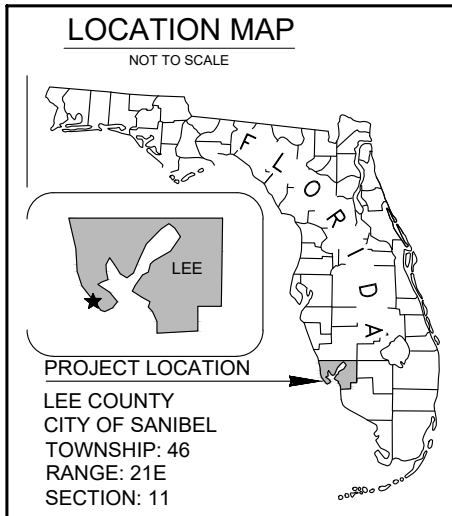 LOCATION MAP
NOT TO SCALE
FLORIDA
LEE
PROJECT LOCATION
LEE COUNTY
CITY OF SANIBEL
TOWNSHIP: 46
RANGE: 21E
SECTION: 11